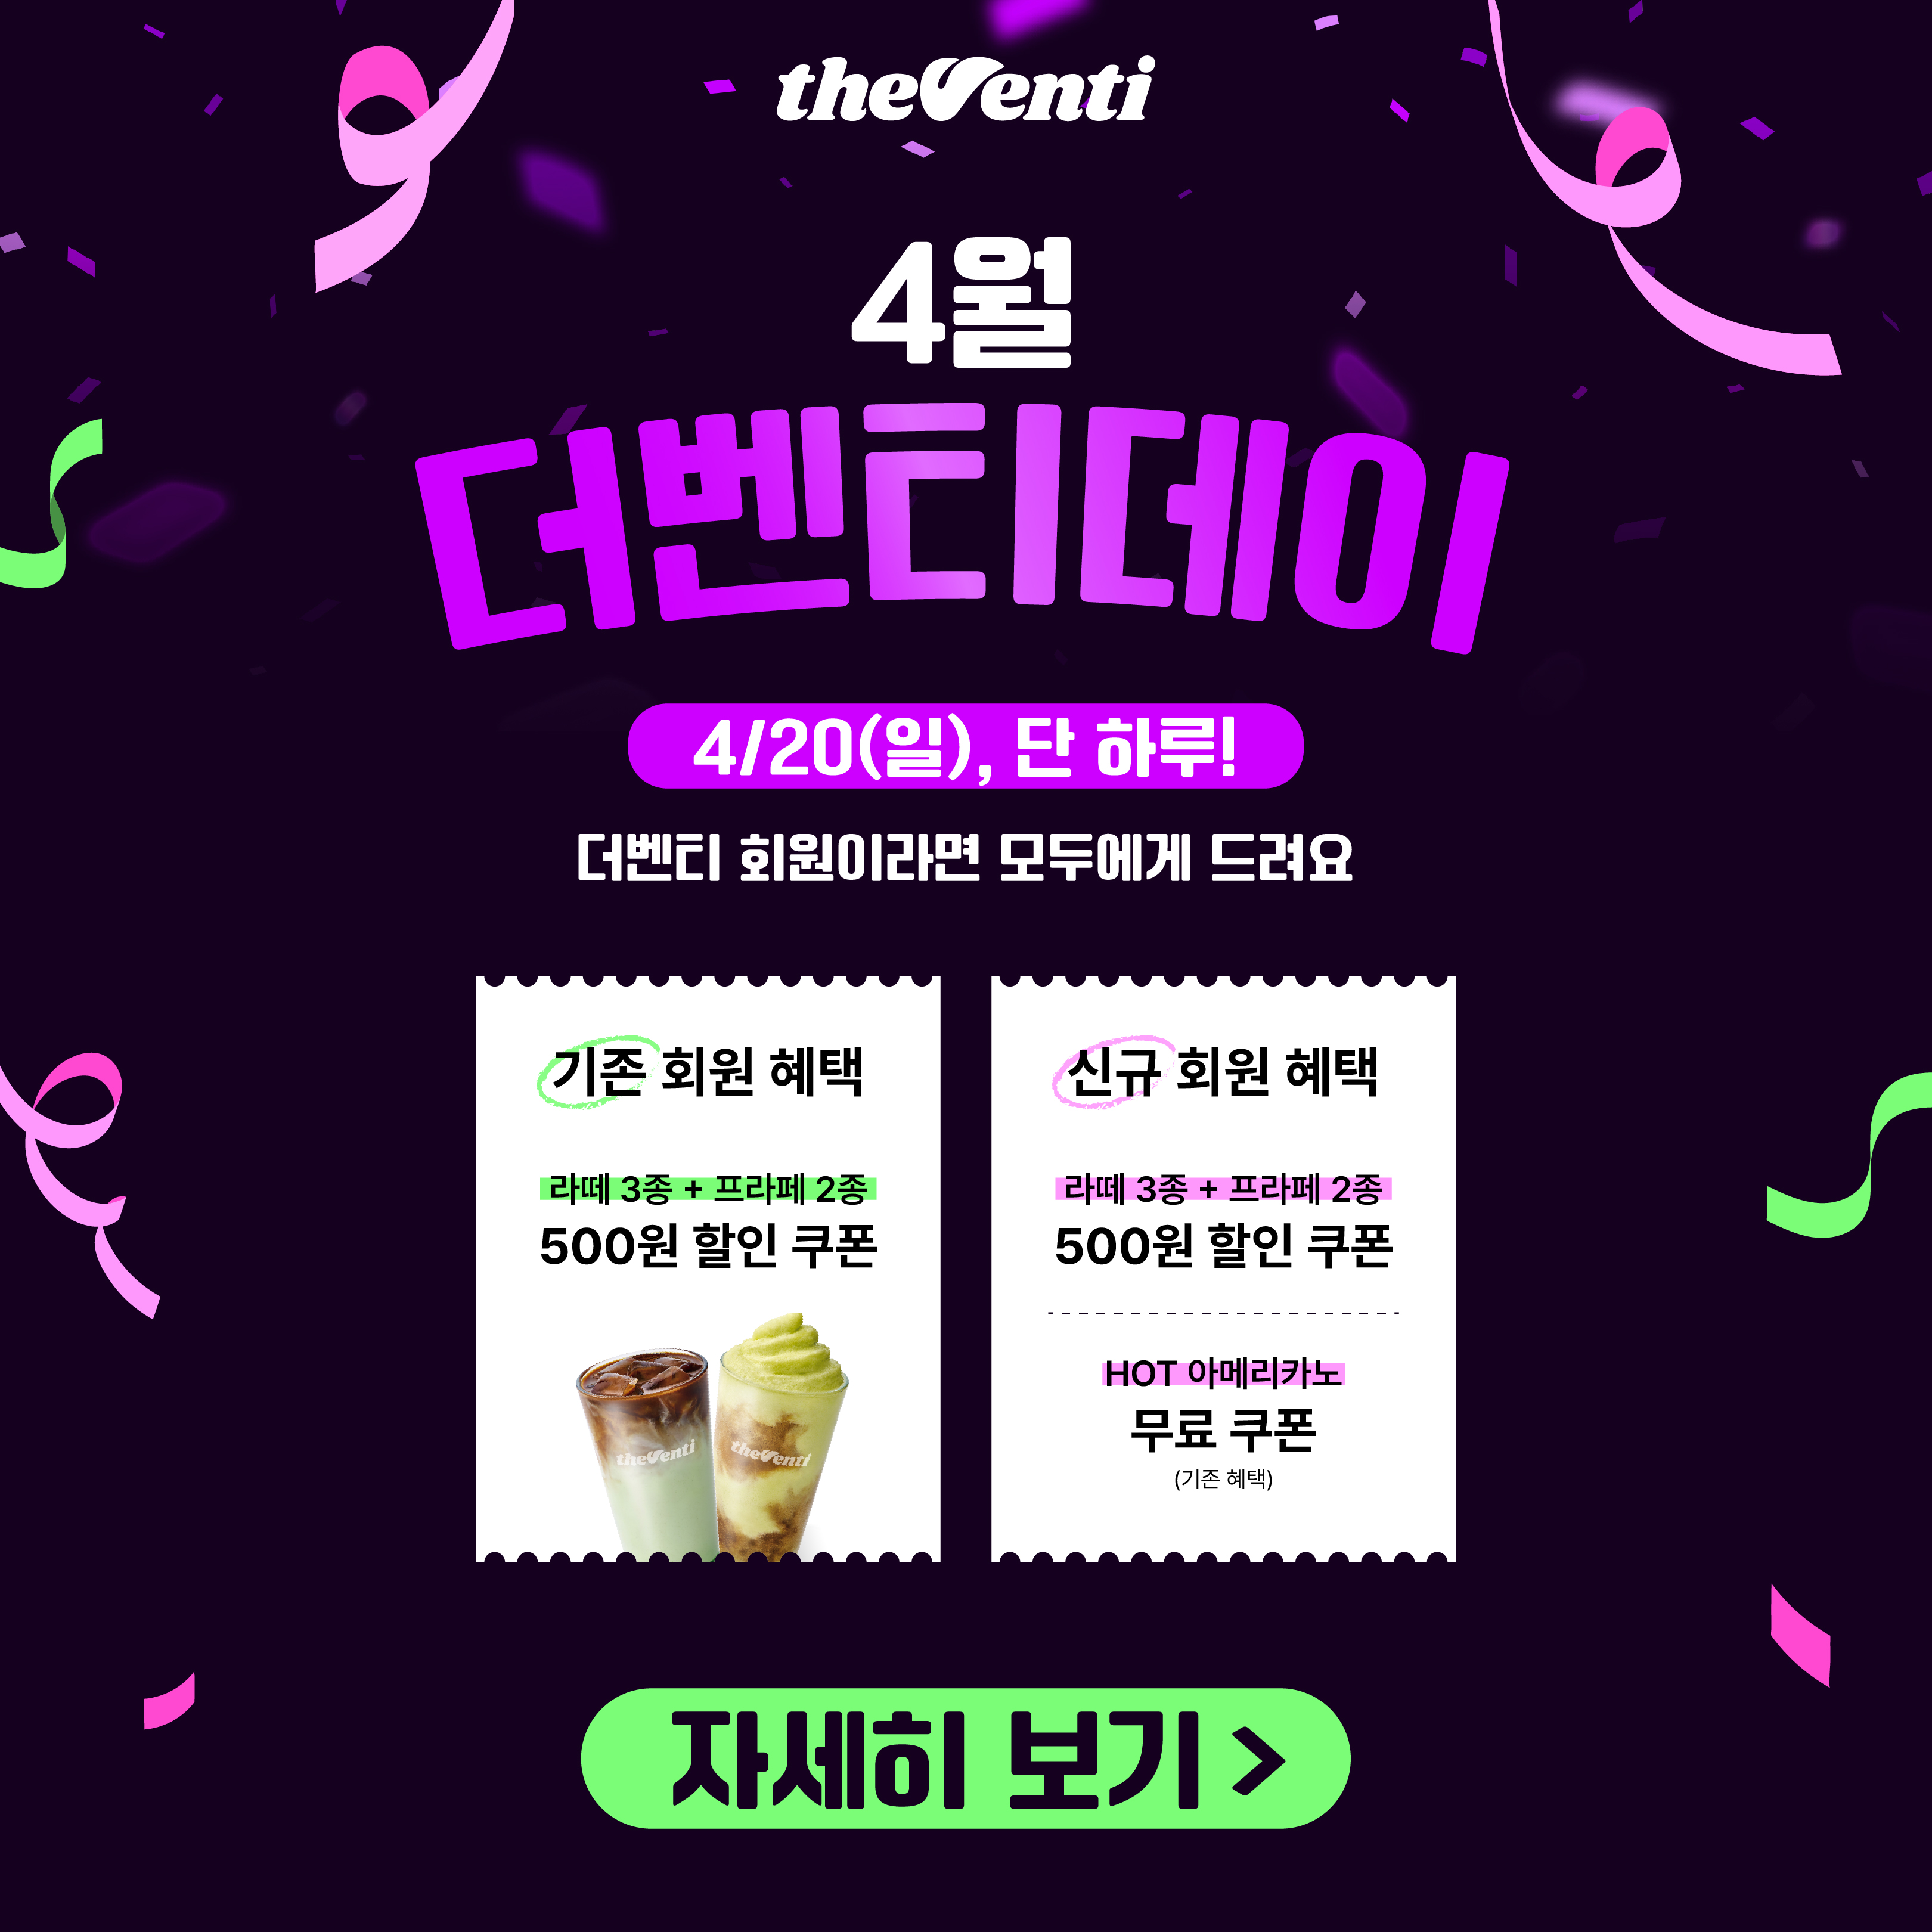 theVenti
4월
더벤티데이
4/20(일), 단 하루!
더벤티 회원이라면 모두에게 드려요
기존 회원 혜택
라떼 3종 + 프라페 2종
500원 할인 쿠폰
theVenti
theVenti
신규 회원 혜택
라떼 3종 + 프라페 2종
500원 할인 쿠폰
HOT 아메리카노
무료 쿠폰
(기존 혜택)
자세히 보기 >